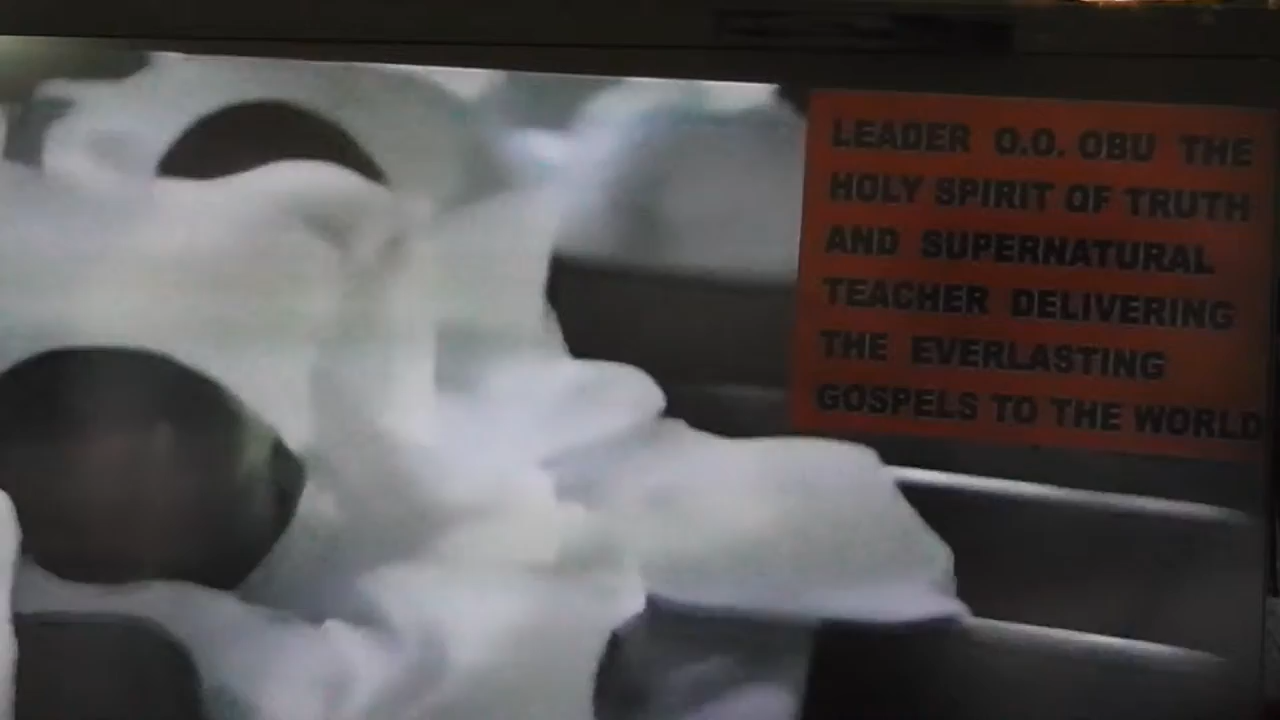 LEADER O.O. OBU THE
HOLY SPIRIT OF TRUTH
AND SUPERNATURAL
TEACHER DELIVERING
THE EVERLASTING
GOSPELS TO THE WORLD